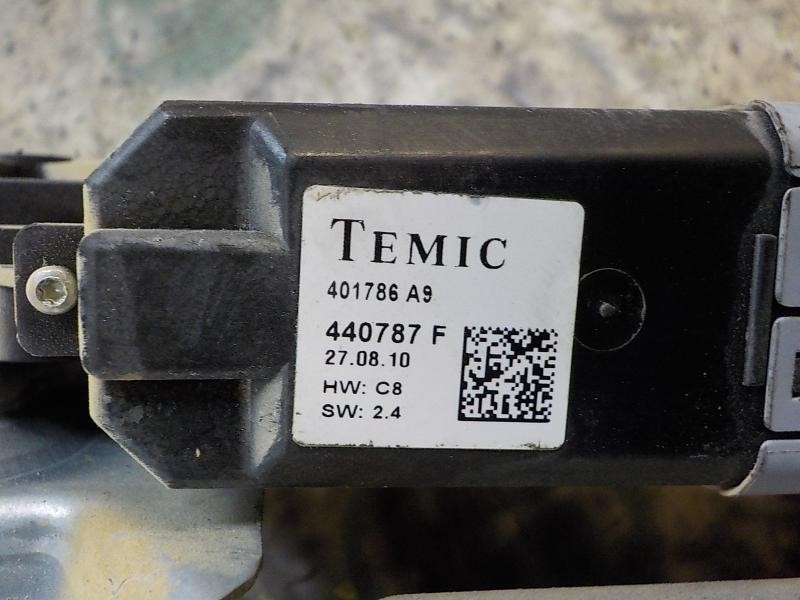 TEMIC
401786 A9
440787 F
27.08.10
HW: C8
SW: 2.4